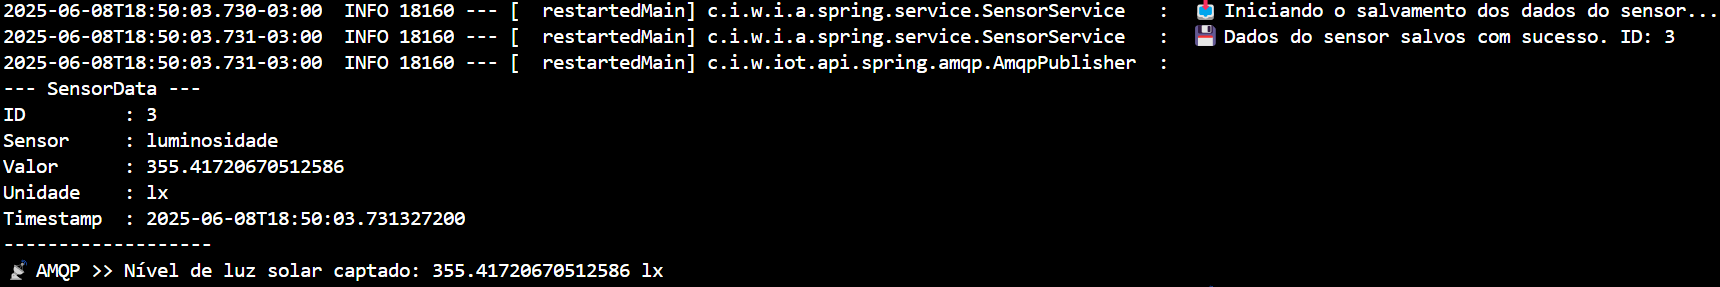 2025-06-08T18:50:03.730-03:00  INFO 18160 --- [  restartedMain] c.i.w.i.a.spring.service.SensorService   :  📥 Iniciando o salvamento dos dados do sensor...
2025-06-08T18:50:03.731-03:00  INFO 18160 --- [  restartedMain] c.i.w.i.a.spring.service.SensorService   :  💾 Dados do sensor salvos com sucesso. ID: 3
2025-06-08T18:50:03.731-03:00  INFO 18160 --- [  restartedMain] c.i.w.iot.api.spring.amqp.AmqpPublisher  :
--- SensorData ---
ID         : 3
Sensor     : luminosidade
Valor      : 355.41720670512586
Unidade    : lx
Timestamp  : 2025-06-08T18:50:03.731327200
-------------------
📡 AMQP >> Nível de luz solar captado: 355.41720670512586 lx